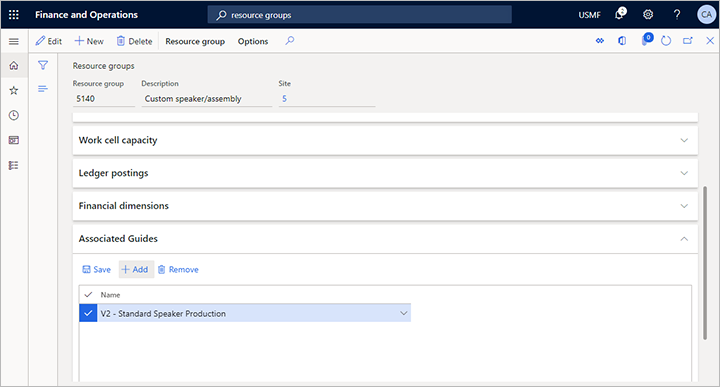 Finance and Operations
resource groups
USMF
2
?
CA
Edit
New
Delete
Resource group
Options
0
Resource groups
Resource group
Description
Site
5140
Custom speaker/assembly
5
Work cell capacity
Ledger postings
Financial dimensions
Associated Guides
Save
Add
Remove
Name
V2 - Standard Speaker Production